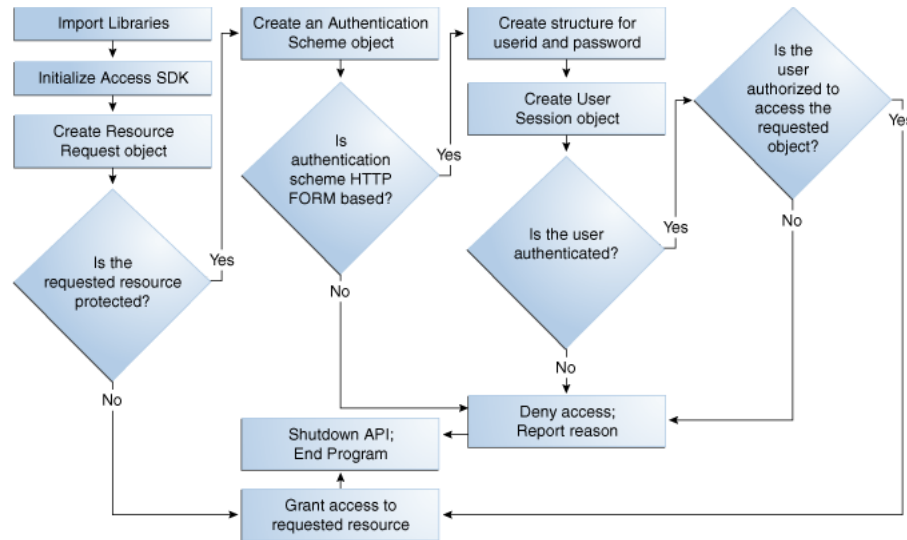 Import Libraries
Initialize Access SDK
Create Resource
Request object
Is the
requested resource
protected?
Yes
No
Create an Authentication
Scheme object
Is
authentication
scheme HTTP
FORM based?
Yes
No
Create structure for
userid and password
Create User
Session object
Is the user
authenticated?
Yes
No
Is the
user
authorized to
access the
requested
object?
Yes
No
Deny access;
Report reason
Shutdown API;
End Program
Grant access to
requested resource